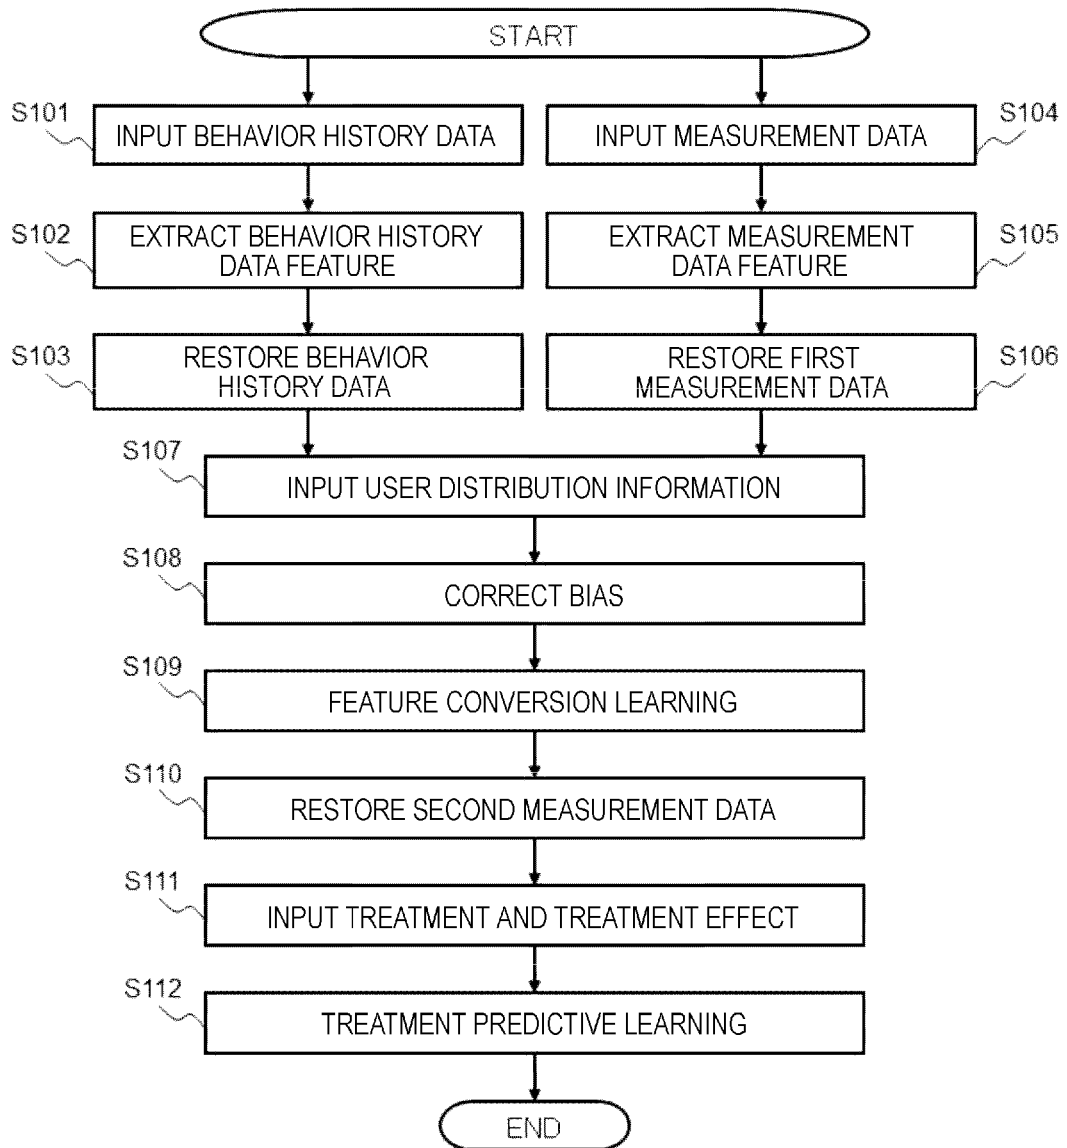 START
S101
INPUT BEHAVIOR HISTORY DATA
S104
INPUT MEASUREMENT DATA
S102
EXTRACT BEHAVIOR HISTORY
DATA FEATURE
S105
EXTRACT MEASUREMENT
DATA FEATURE
S103
RESTORE BEHAVIOR
HISTORY DATA
S106
RESTORE FIRST
MEASUREMENT DATA
S107
INPUT USER DISTRIBUTION INFORMATION
S108
CORRECT BIAS
S109
FEATURE CONVERSION LEARNING
S110
RESTORE SECOND MEASUREMENT DATA
S111
INPUT TREATMENT AND TREATMENT EFFECT
S112
TREATMENT PREDICTIVE LEARNING
END